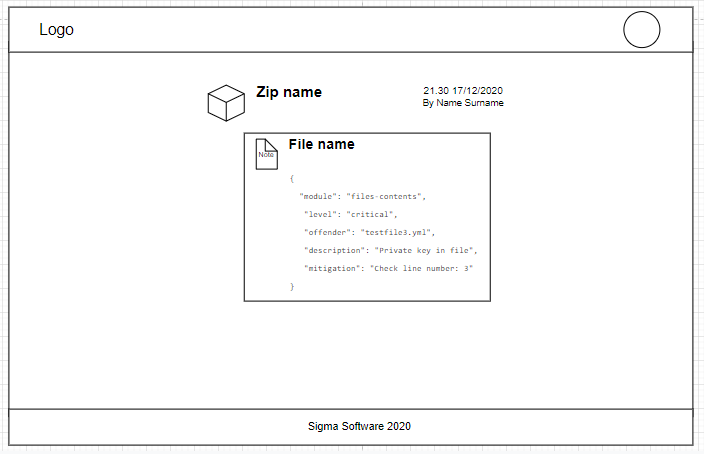 Logo
Zip name
21.30 17/12/2020
By Name Surname
File name
Note
{
"module": "files-contents",
"level": "critical",
"offender": "testfile3.yml",
"description": "Private key in file",
"mitigation": "Check line number: 3"
}
Sigma Software 2020